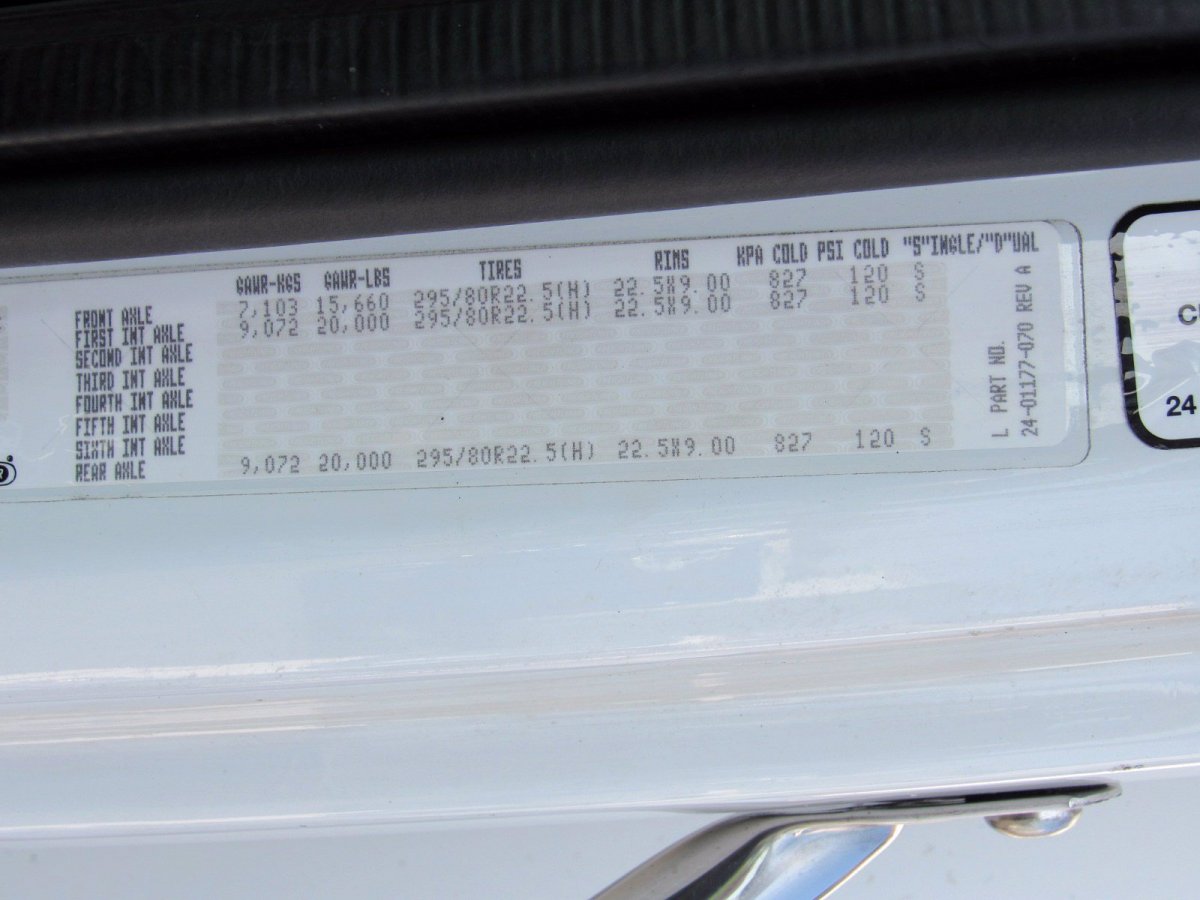 GAWR-KGS GAWR-LBS TIRES RIMS KPA COLD PSI COLD "S"INGLE/"D"UAL
FRONT AXLE 7,103 15,660 295/80R22.5(H) 22.5X9.00 827 120 S
FIRST INT AXLE 9,072 20,000 295/80R22.5(H) 22.5X9.00 827 120 S
SECOND INT AXLE
THIRD INT AXLE
FOURTH INT AXLE
FIFTH INT AXLE
SIXTH INT AXLE
REAR AXLE 9,072 20,000 295/80R22.5(H) 22.5X9.00 827 120 S
L PART NO.
24-01177-070 REV A
24